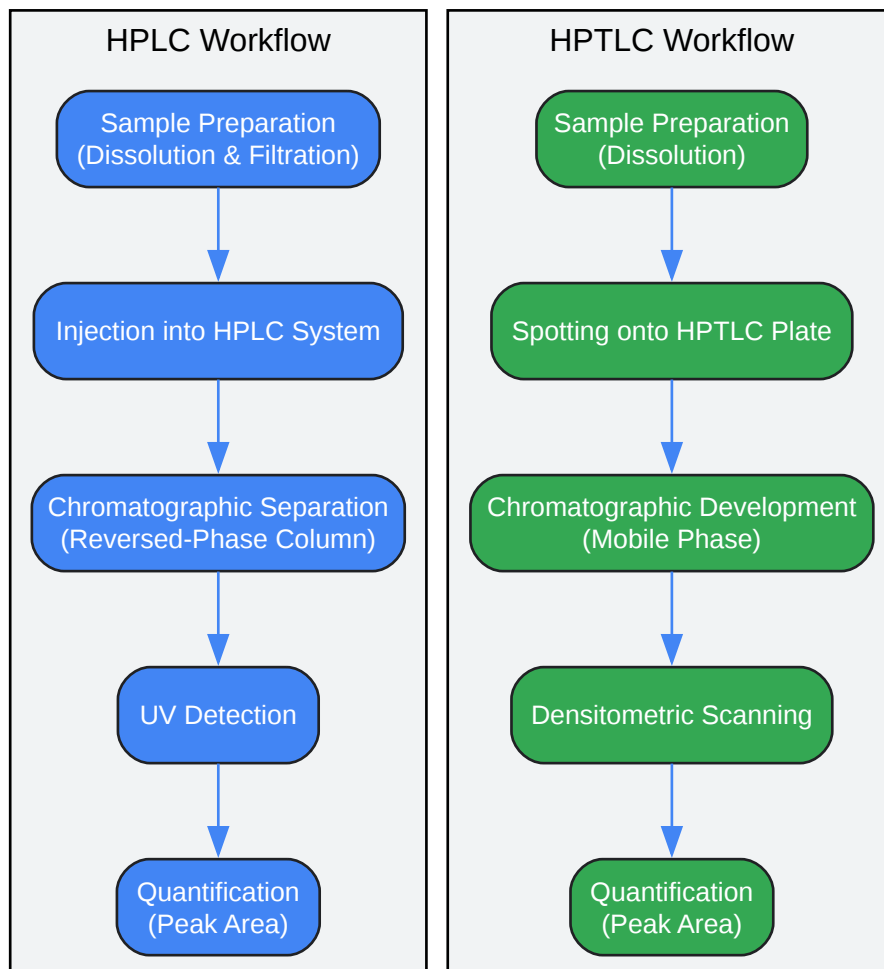 HPLC Workflow
Sample Preparation
(Dissolution & Filtration)
Injection into HPLC System
Chromatographic Separation
(Reversed-Phase Column)
UV Detection
Quantification
(Peak Area)
HPTLC Workflow
Sample Preparation
(Dissolution)
Spotting onto HPTLC Plate
Chromatographic Development
(Mobile Phase)
Densitometric Scanning
Quantification
(Peak Area)